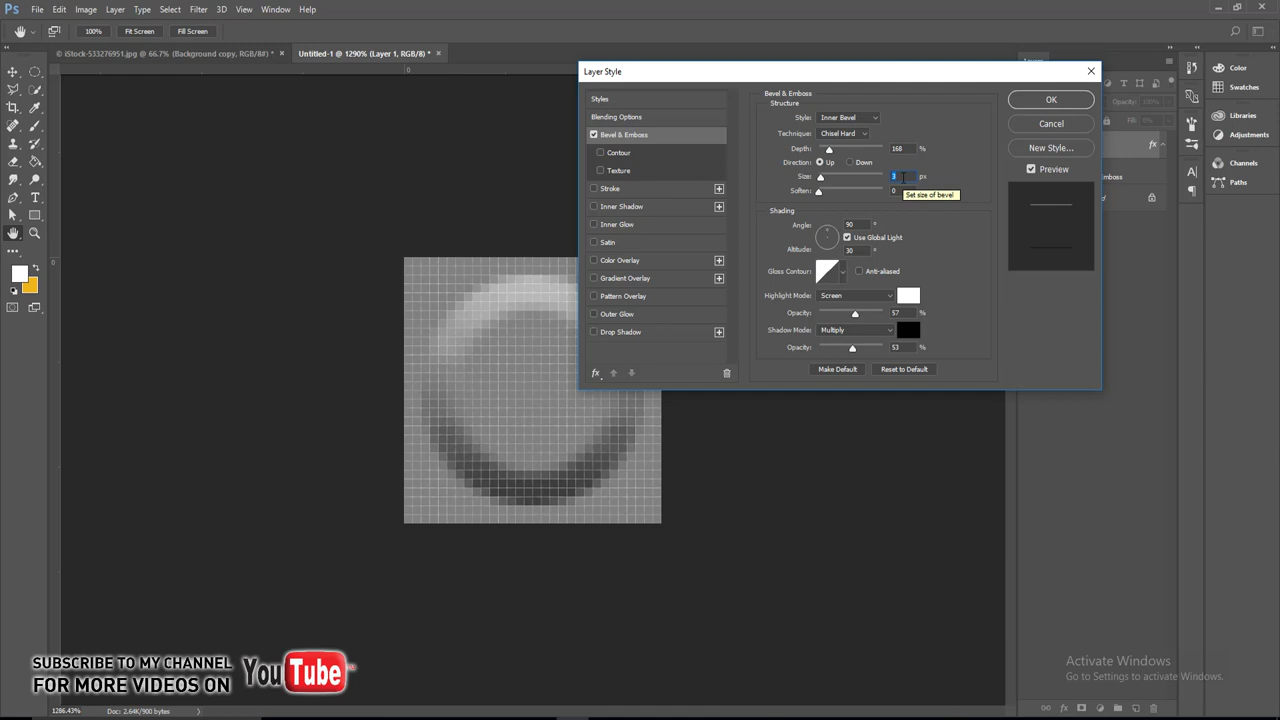 Ps File Edit Image Layer Type Select Filter 3D View Window Help
100% Fit Screen Fill Screen
© iStock-533276951.jpg @ 66.7% (Background copy, RGB/8#) * × Untitled-1 @ 1290% (Layer 1, RGB/8) * ×
0
0
Layer Style
Styles
Blending Options
Bevel & Emboss
Contour
Texture
Stroke
Inner Shadow
Inner Glow
Satin
Color Overlay
Gradient Overlay
Pattern Overlay
Outer Glow
Drop Shadow
fx
Bevel & Emboss
Structure
Style: Inner Bevel
Technique: Chisel Hard
Depth: 168 %
Direction: Up Down
Size: 3 px
Soften: 0
Set size of bevel
Shading
Angle: 90 °
Use Global Light
Altitude: 30 °
Gloss Contour: Anti-aliased
Highlight Mode: Screen
Opacity: 57 %
Shadow Mode: Multiply
Opacity: 53 %
Make Default Reset to Default
OK
Cancel
New Style...
Preview
Opacity:
Fill:
fx
Color
Swatches
Libraries
Adjustments
Channels
Paths
SUBSCRIBE TO MY CHANNEL
FOR MORE VIDEOS ON
YouTube
Activate Windows
Go to Settings to activate Windows.
1286.43% Doc: 2.64K/900 bytes